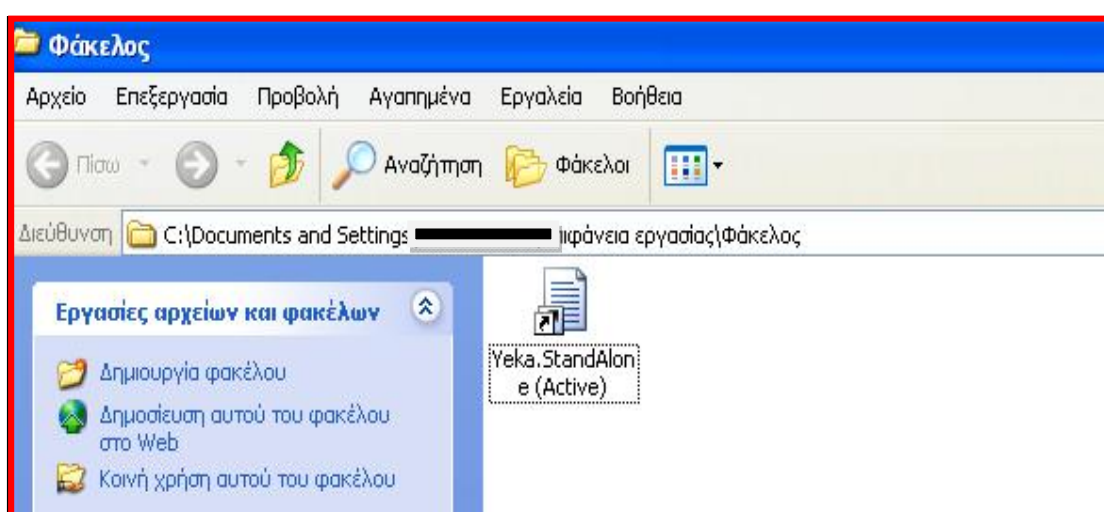 Φάκελος
Αρχείο Επεξεργασία Προβολή Αγαπημένα Εργαλεία Βοήθεια
Πίσω Αναζήτηση Φάκελοι
Διεύθυνση C:\Documents and Settings ιφάνεια εργασίας\Φάκελος
Εργασίες αρχείων και φακέλων
Δημιουργία φακέλου
Δημοσίευση αυτού του φακέλου
στο Web
Κοινή χρήση αυτού του φακέλου
Yeka.StandAlon
e (Active)